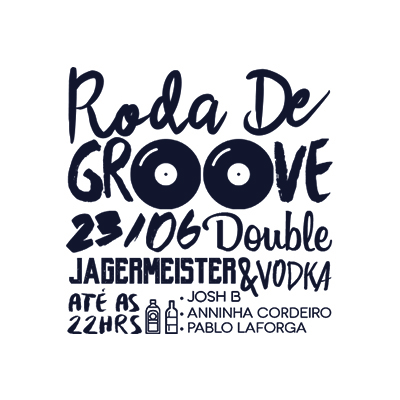 Roda De
GROOVE
23/06 Double
JAGERMEISTER & VODKA
ATÉ AS
22HRS
• JOSH B
• ANNINHA CORDEIRO
• PABLO LAFORGA